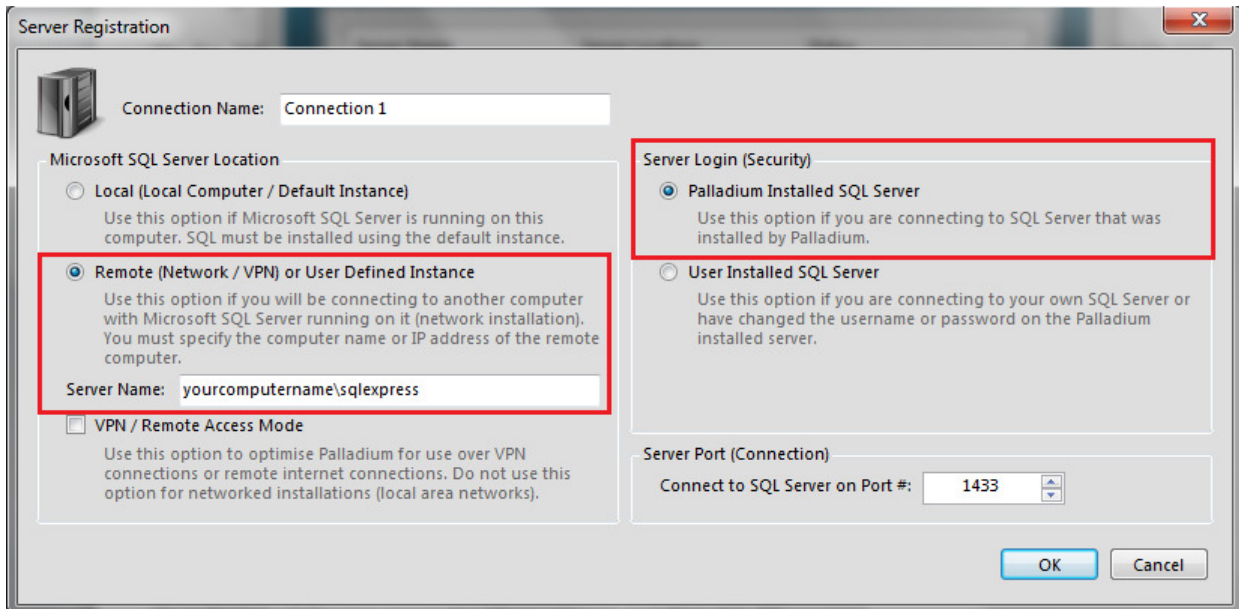 Server Registration
Connection Name: Connection 1
Microsoft SQL Server Location
Local (Local Computer / Default Instance)
Use this option if Microsoft SQL Server is running on this
computer. SQL must be installed using the default instance.
Remote (Network / VPN) or User Defined Instance
Use this option if you will be connecting to another computer
with Microsoft SQL Server running on it (network installation).
You must specify the computer name or IP address of the remote
computer.
Server Name: yourcomputername\sqlexpress
VPN / Remote Access Mode
Use this option to optimise Palladium for use over VPN
connections or remote internet connections. Do not use this
option for networked installations (local area networks).
Server Login (Security)
Palladium Installed SQL Server
Use this option if you are connecting to SQL Server that was
installed by Palladium.
User Installed SQL Server
Use this option if you are connecting to your own SQL Server or
have changed the username or password on the Palladium
installed server.
Server Port (Connection)
Connect to SQL Server on Port #: 1433
OK
Cancel